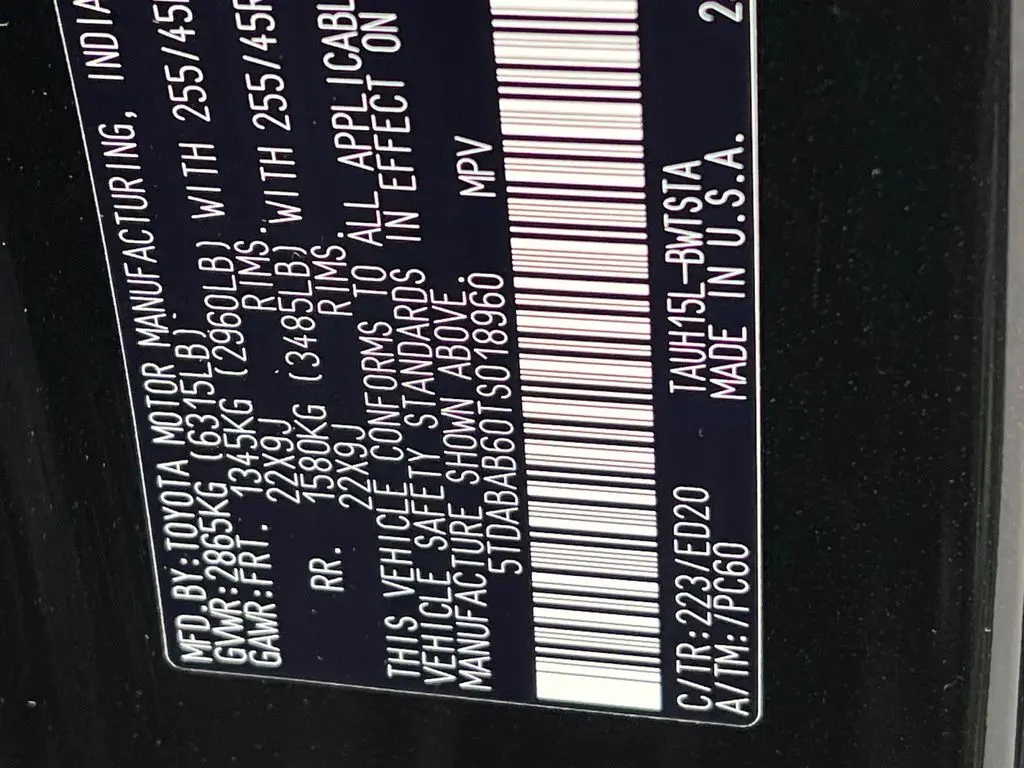 MFD.BY:TOYOTA MOTOR MANUFACTURING, INDIA
GVWR:2865KG (6315LB)
GAWR:FRT. 1345KG (2960LB) WITH 255/45
22X9J RIMS.
RR. 1580KG (3485LB) WITH 255/45R
22X9J RIMS.
THIS VEHICLE CONFORMS TO ALL APPLICABL
VEHICLE SAFETY STANDARDS IN EFFECT ON
MANUFACTURE SHOWN ABOVE.
5TDABAB60TS018960 MPV
C/TR:223/ED20 TAUH15L-BWTSTA
A/TM:/PC60 MADE IN U.S.A. 2